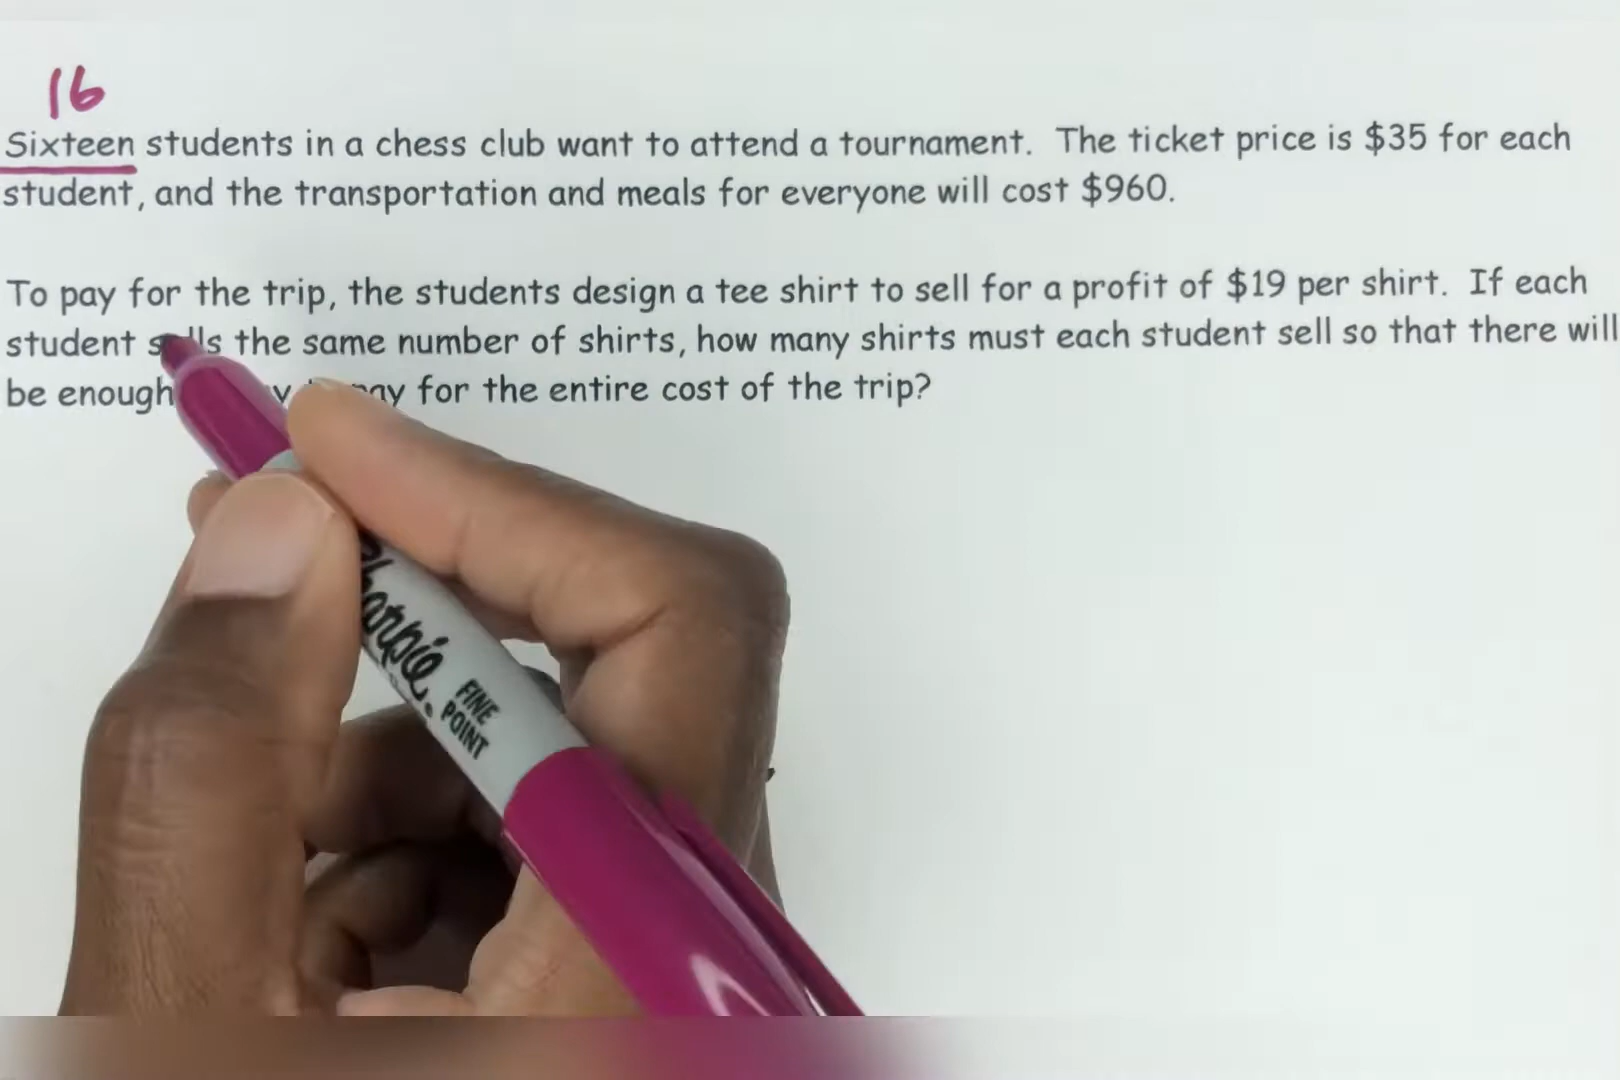 16
Sixteen students in a chess club want to attend a tournament. The ticket price is $35 for each
student, and the transportation and meals for everyone will cost $960.
To pay for the trip, the students design a tee shirt to sell for a profit of $19 per shirt. If each
student the same number of shirts, how many shirts must each student sell so that there will
be enough for the entire cost of the trip?
Sharpie.
FINE
POINT